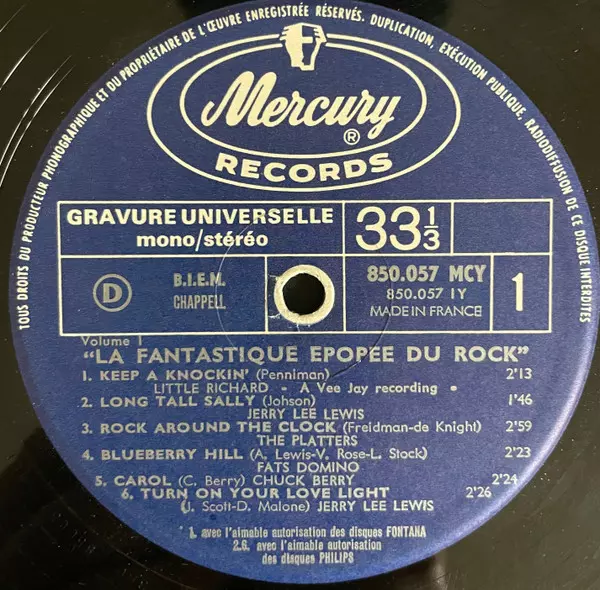 TOUS DROITS DU PRODUCTEUR PHONOGRAPHIQUE ET DU PROPRIÉTAIRE DE L'ŒUVRE ENREGISTRÉE RÉSERVÉS. DUPLICATION, EXÉCUTION PUBLIQUE, RADIODIFFUSION DE CE DISQUE INTERDITES
Mercury ®
RECORDS
GRAVURE UNIVERSELLE
mono/stéréo
33 1/3
D
B.I.E.M.
CHAPPELL
850.057 MCY
850.057 1Y
MADE IN FRANCE
1
Volume 1
"LA FANTASTIQUE EPOPEE DU ROCK"
1. KEEP A KNOCKIN' (Penniman) 2'13
LITTLE RICHARD - A Vee Jay recording •
2. LONG TALL SALLY (Johson) 1'46
JERRY LEE LEWIS
3. ROCK AROUND THE CLOCK (Freidman-de Knight) 2'59
THE PLATTERS
4. BLUEBERRY HILL (A. Lewis-V. Rose-L. Stock) 2'23
FATS DOMINO
5. CAROL (C. Berry) CHUCK BERRY 2'24
6. TURN ON YOUR LOVE LIGHT 2'26
(J. Scott-D. Malone) JERRY LEE LEWIS
• 1. avec l'aimable autorisation des disques FONTANA
2.6. avec l'aimable autorisation
des disques PHILIPS